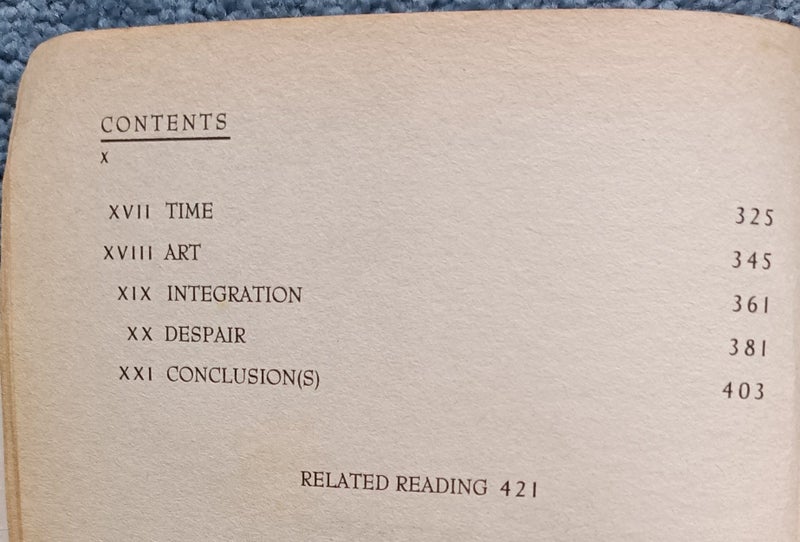 CONTENTS
X
XVII TIME 325
XVIII ART 345
XIX INTEGRATION 361
XX DESPAIR 381
XXI CONCLUSION(S) 403
RELATED READING 421